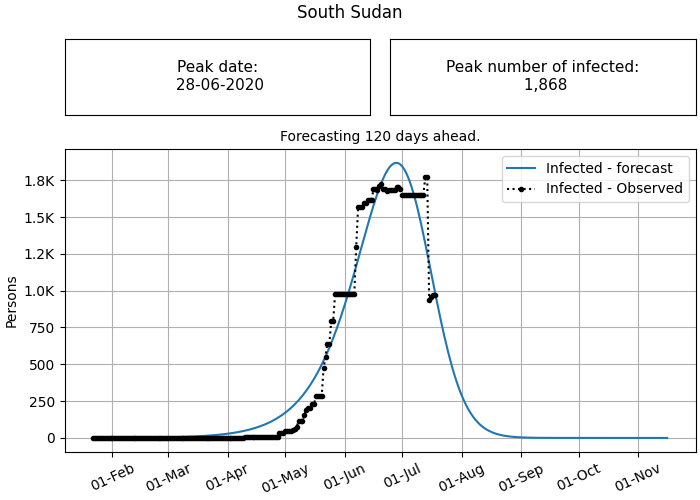 South Sudan
Peak date:
28-06-2020
Peak number of infected:
1,868
Forecasting 120 days ahead.
Infected - forecast
Infected - Observed
Persons
1.8K
1.5K
1.2K
1.0K
750
500
250
0
01-Feb
01-Mar
01-Apr
01-May
01-Jun
01-Jul
01-Aug
01-Sep
01-Oct
01-Nov